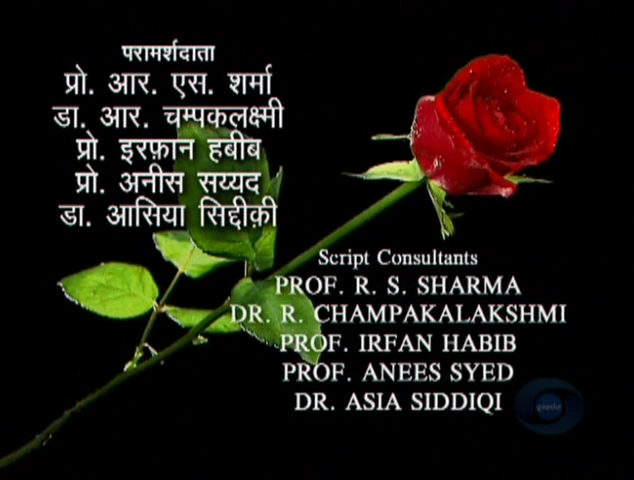 परामर्शदाता
प्रो. आर. एस. शर्मा
डा. आर. चम्पकलक्ष्मी
प्रो. इरफ़ान हबीब
प्रो. अनीस सय्यद
डा. आसिया सिद्दीक़ी
Script Consultants
PROF. R. S. SHARMA
DR. R. CHAMPAKALAKSHMI
PROF. IRFAN HABIB
PROF. ANEES SYED
DR. ASIA SIDDIQI